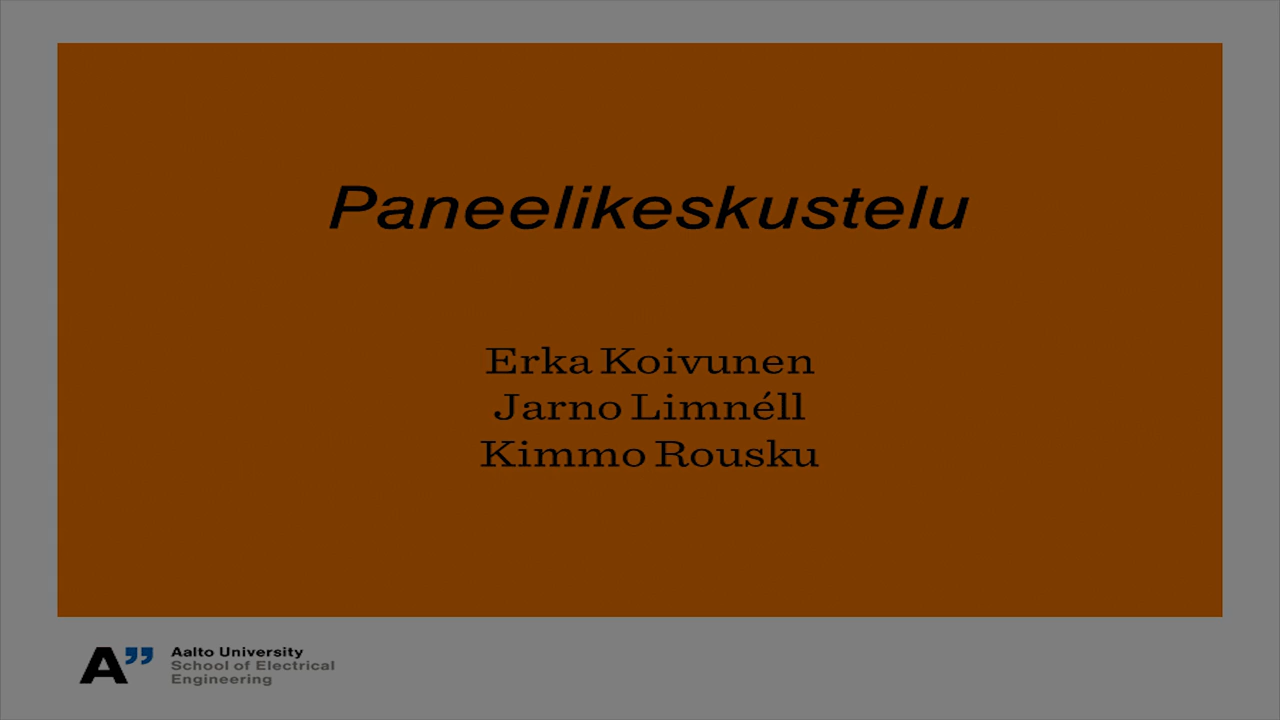 Paneelikeskustelu
Erka Koivunen
Jarno Limnéll
Kimmo Rousku
A”
Aalto University
School of Electrical
Engineering